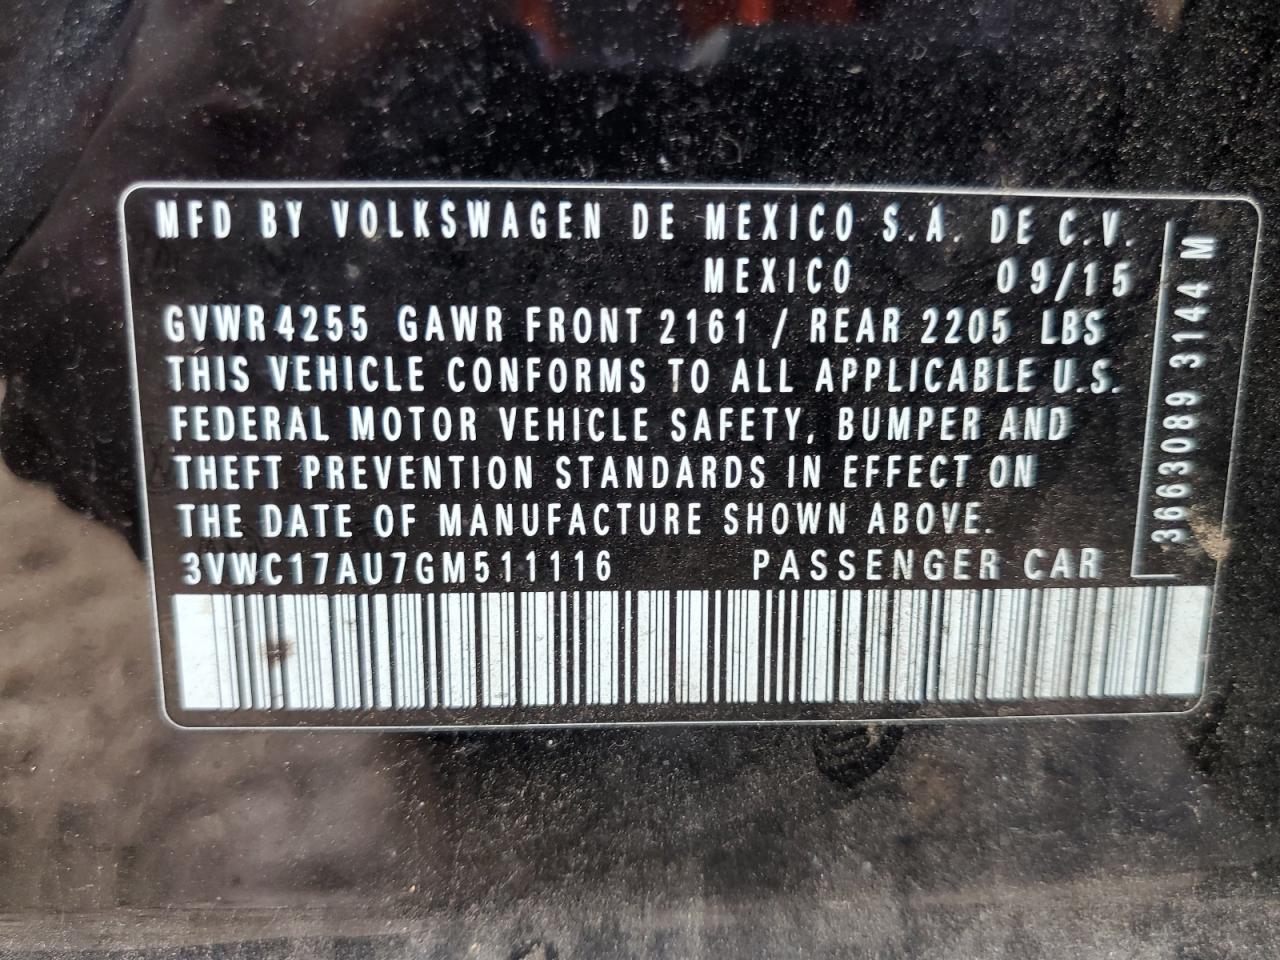 MFD BY VOLKSWAGEN DE MEXICO S.A. DE C.V.
MEXICO 09/15
GVWR 4255 GAWR FRONT 2161 / REAR 2205 LBS
THIS VEHICLE CONFORMS TO ALL APPLICABLE U.S.
FEDERAL MOTOR VEHICLE SAFETY, BUMPER AND
THEFT PREVENTION STANDARDS IN EFFECT ON
THE DATE OF MANUFACTURE SHOWN ABOVE.
3VWC17AU7GM511116 PASSENGER CAR
3663089 3144 M